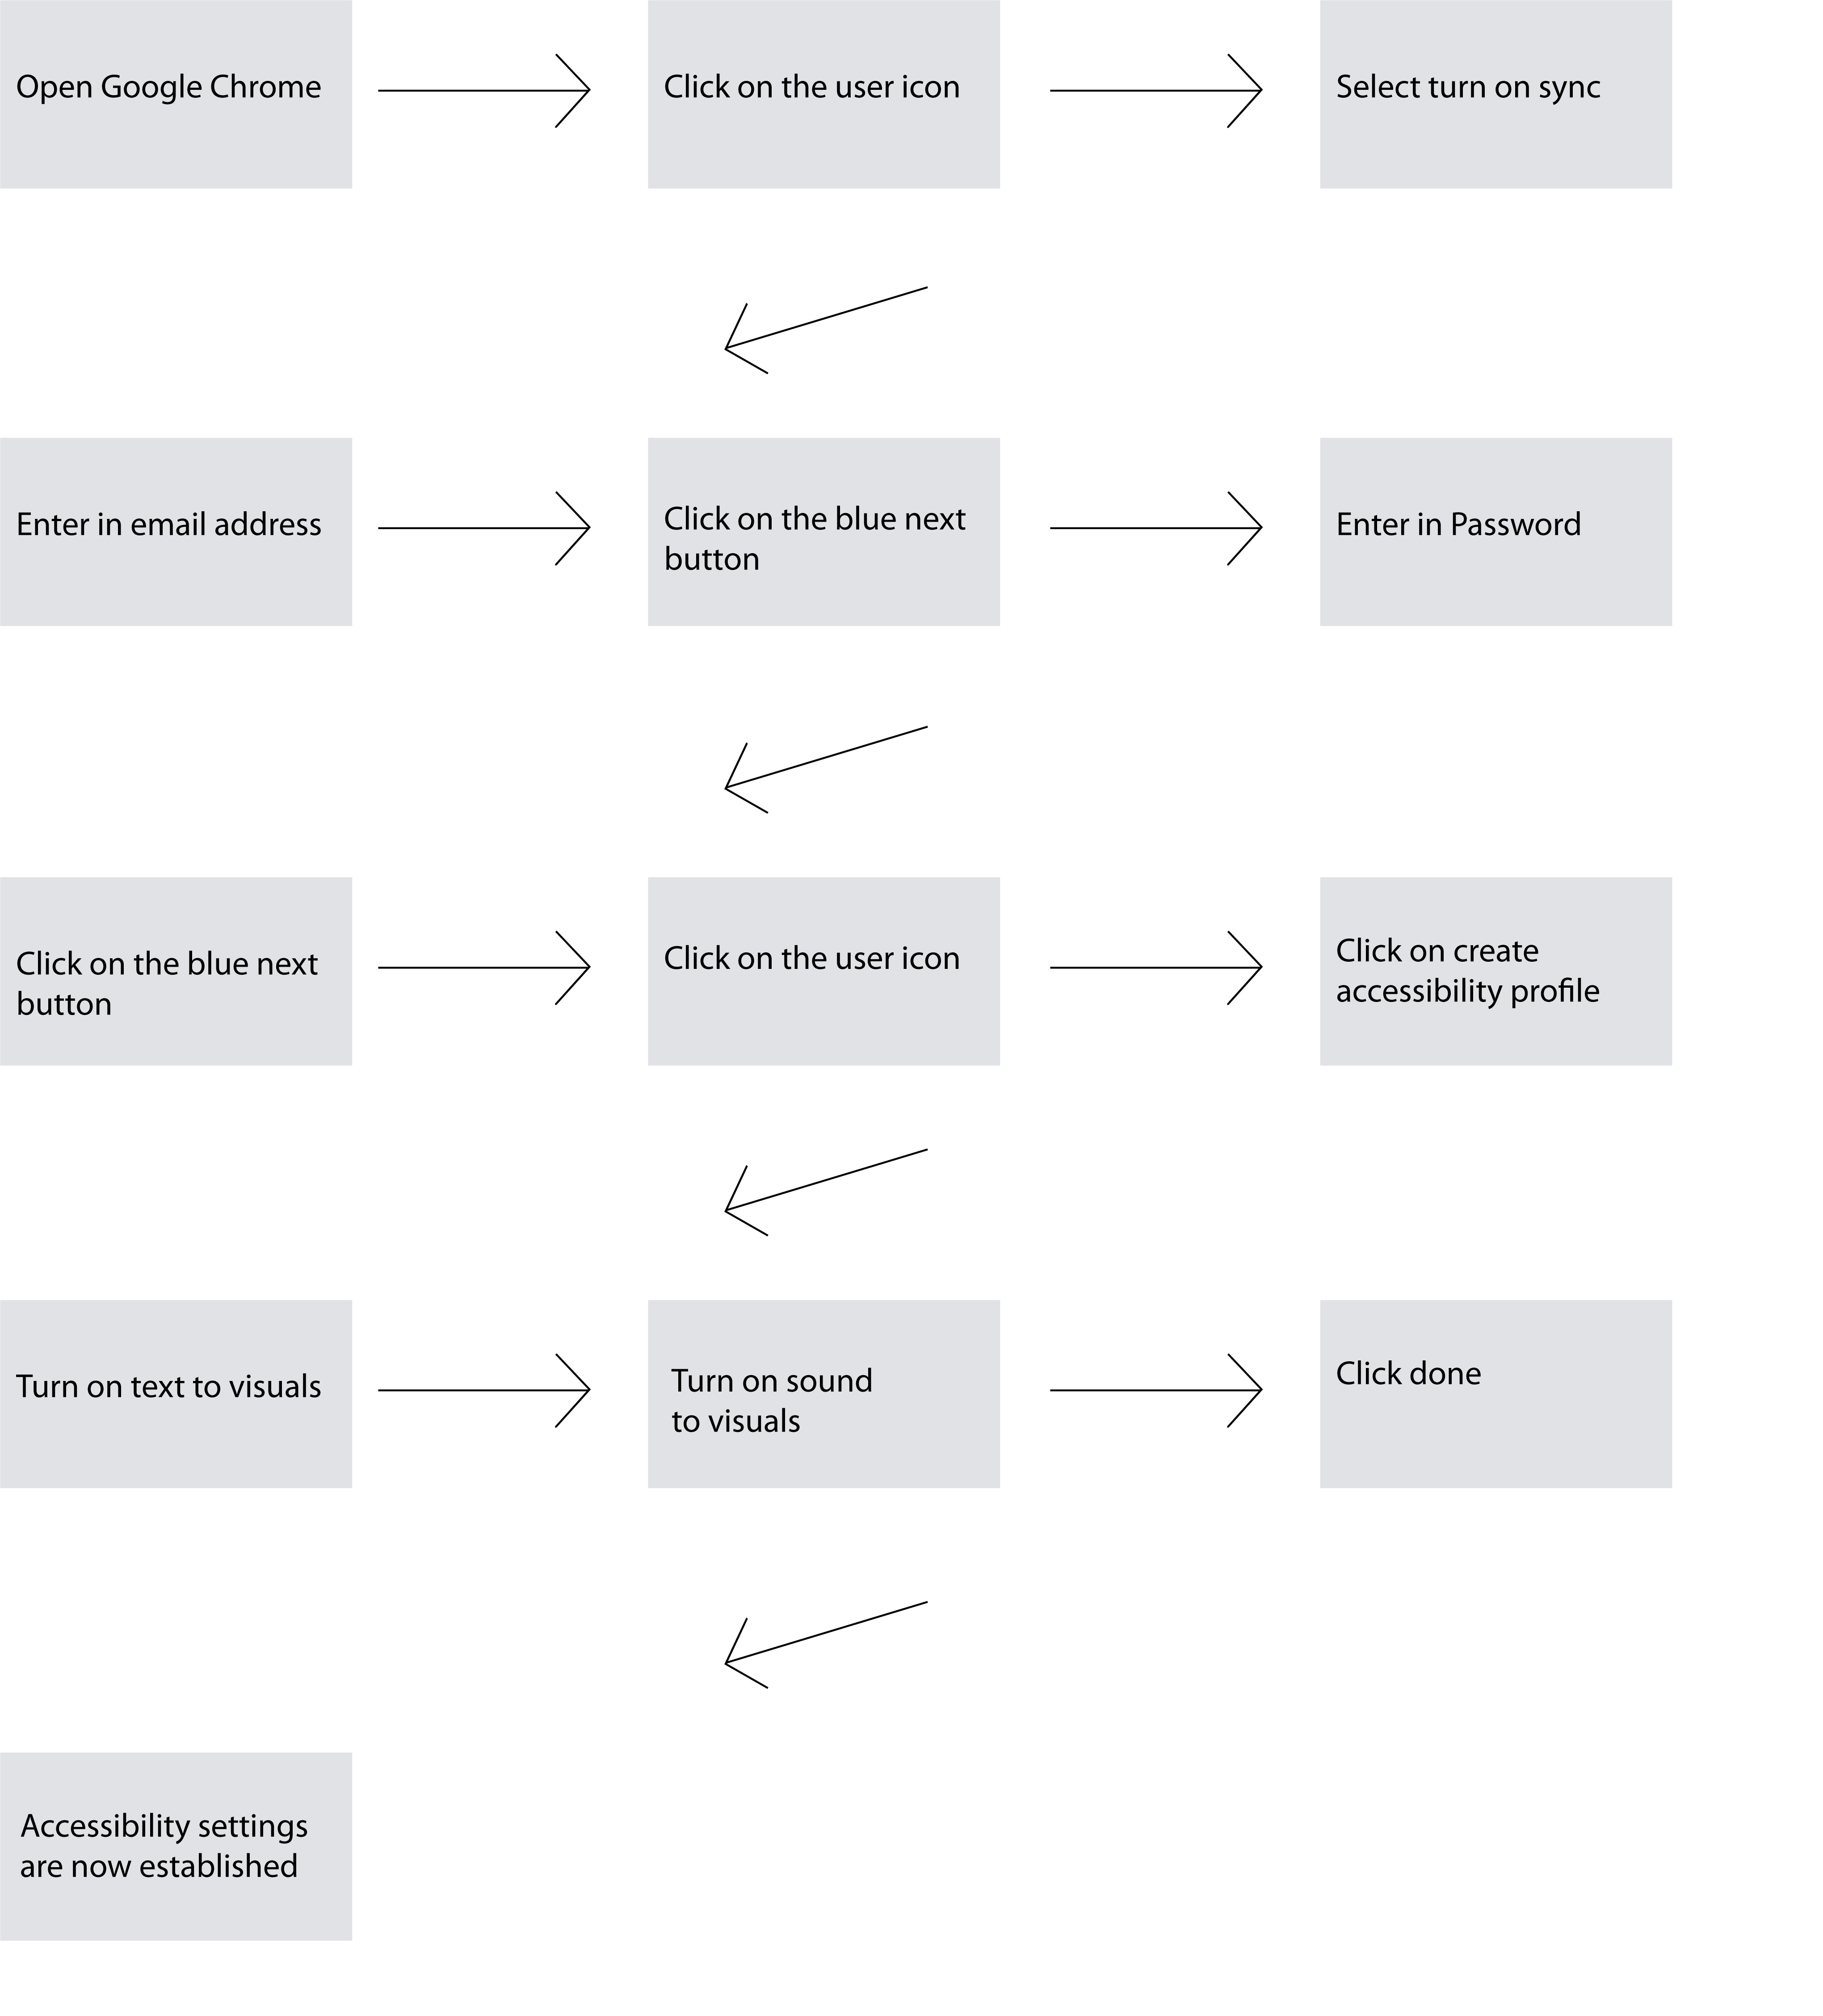 Open Google Chrome
Click on the user icon
Select turn on sync
Enter in email address
Click on the blue next
button
Enter in Password
Click on the blue next
button
Click on the user icon
Click on create
accessibility profile
Turn on text to visuals
Turn on sound
to visuals
Click done
Accessibility settings
are now established